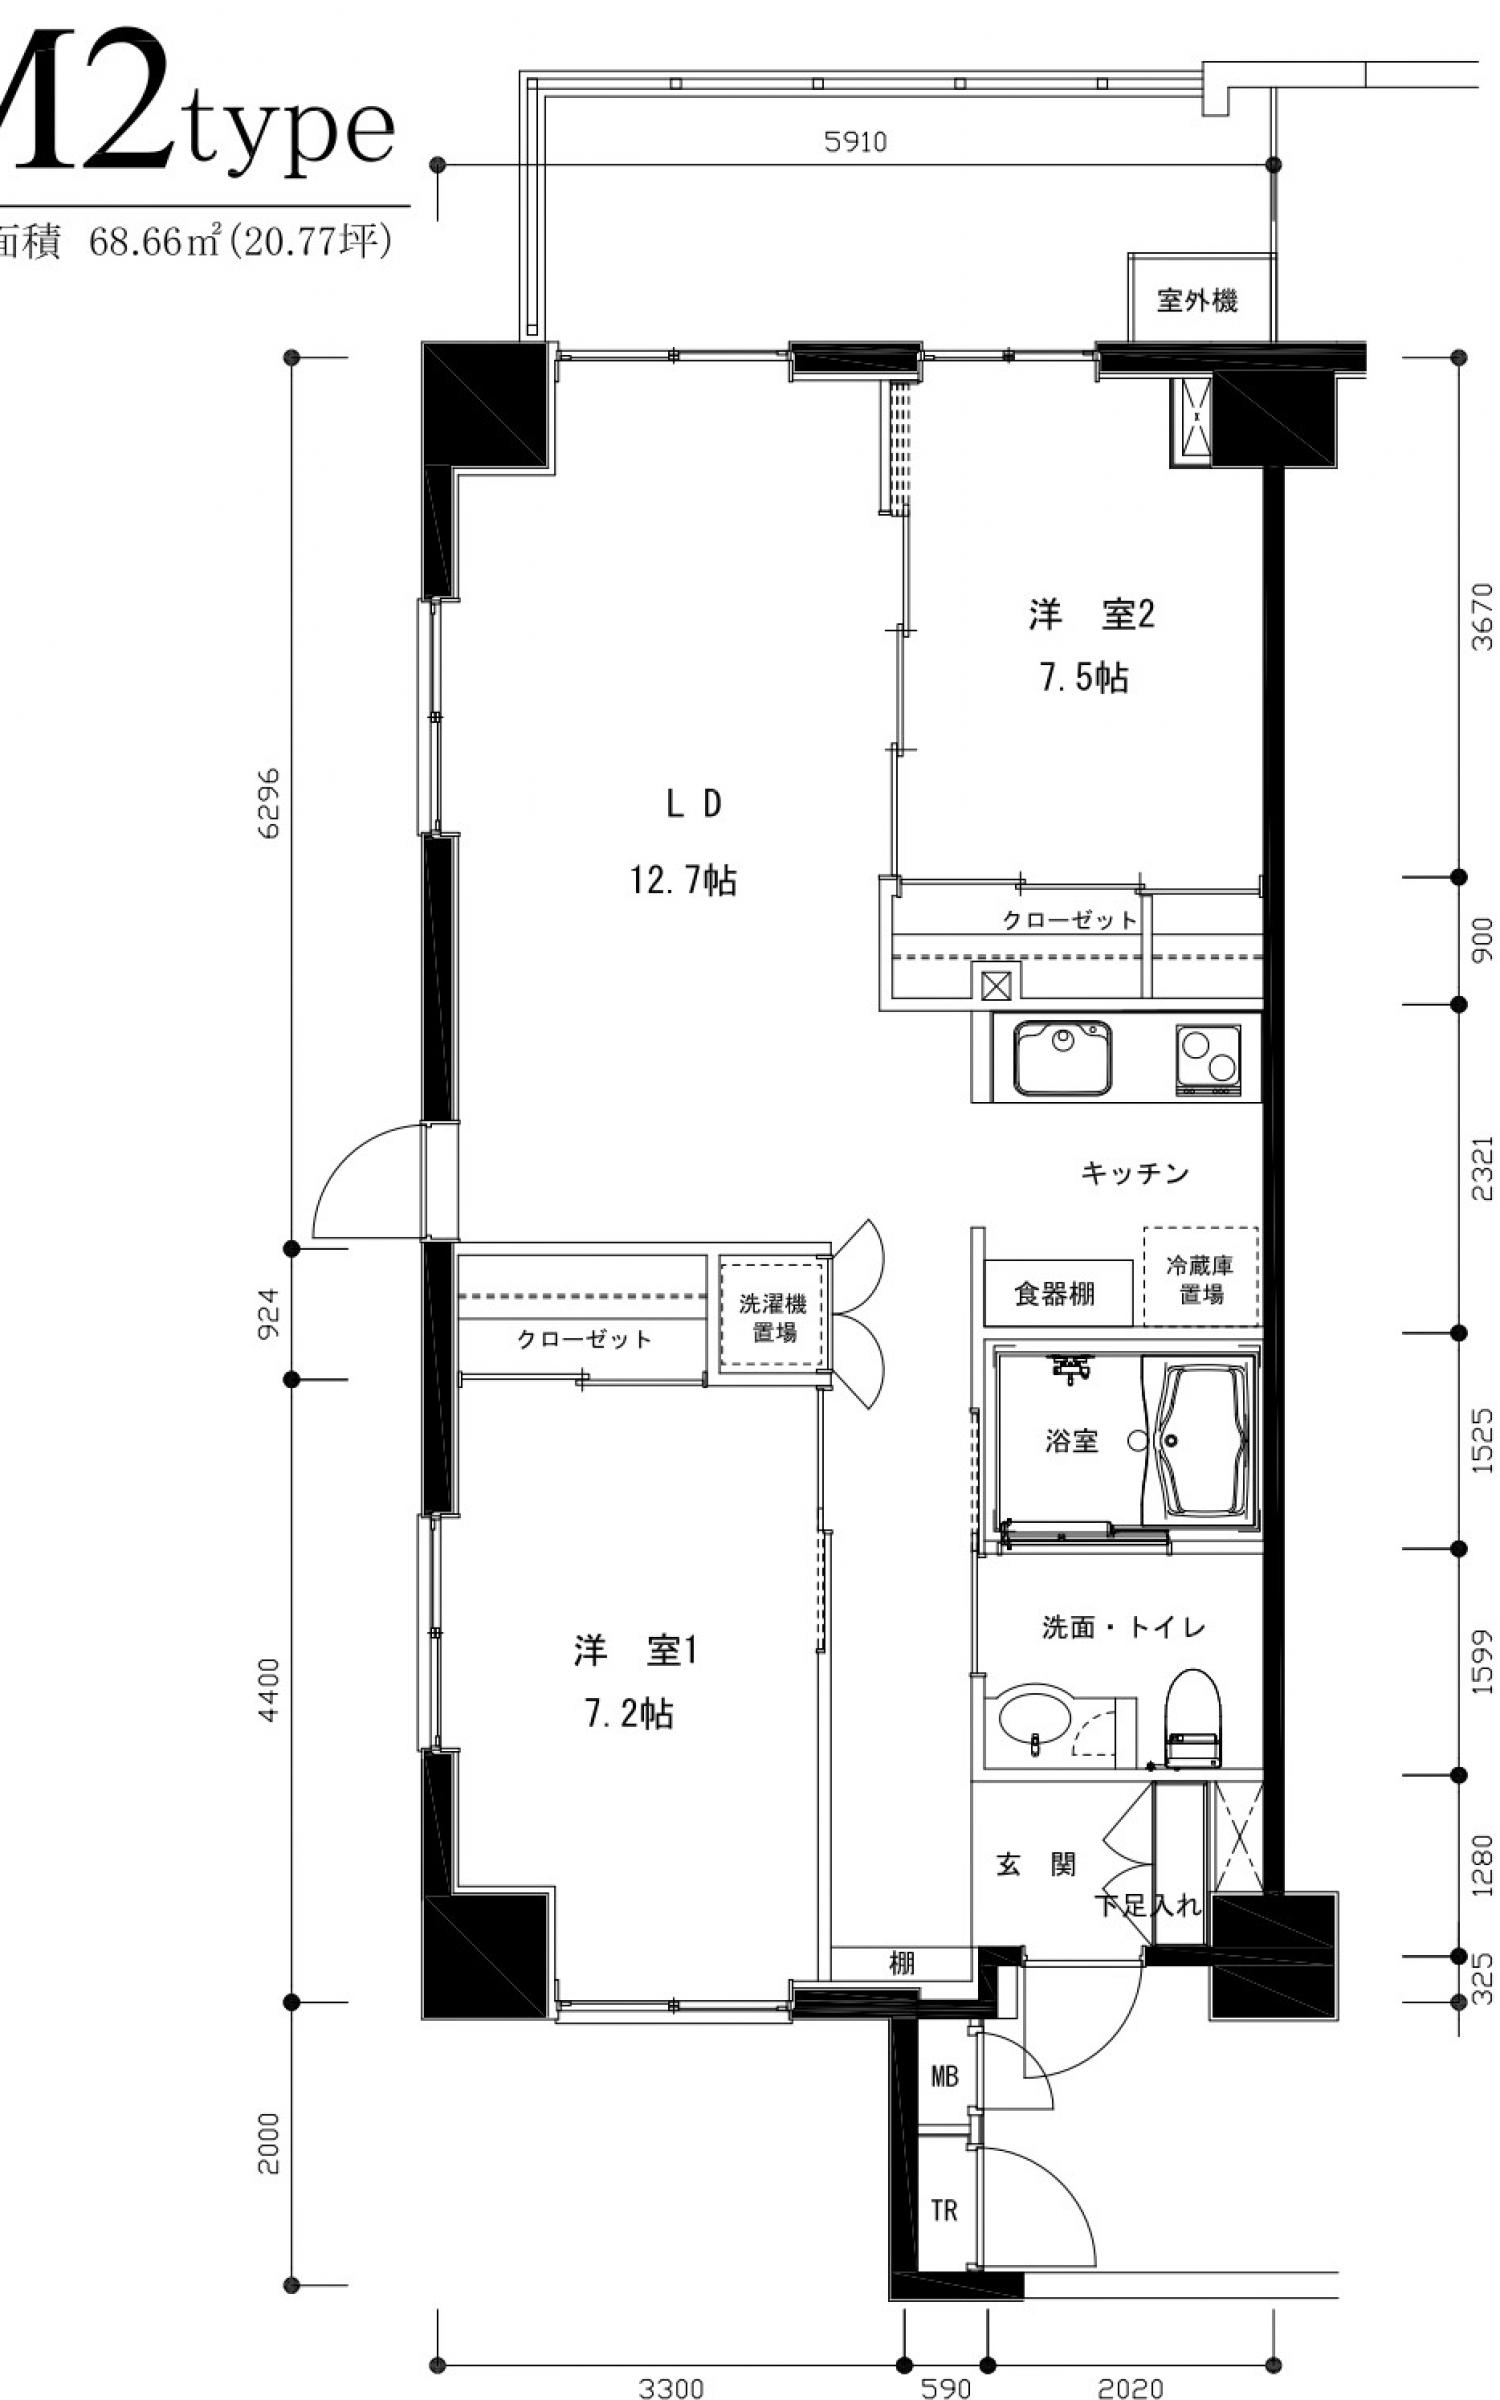 M2type
面積 68.66㎡(20.77坪)
5910
室外機
洋 室2
7.5帖
3670
LD
12.7帖
6296
クローゼット
900
キッチン
2321
食器棚
冷蔵庫
置場
924
クローゼット
洗濯機
置場
浴室
1525
洋 室1
7.2帖
4400
洗面・トイレ
1599
玄 関
下足入れ
1280
棚
325
MB
2000
TR
3300
590
2020